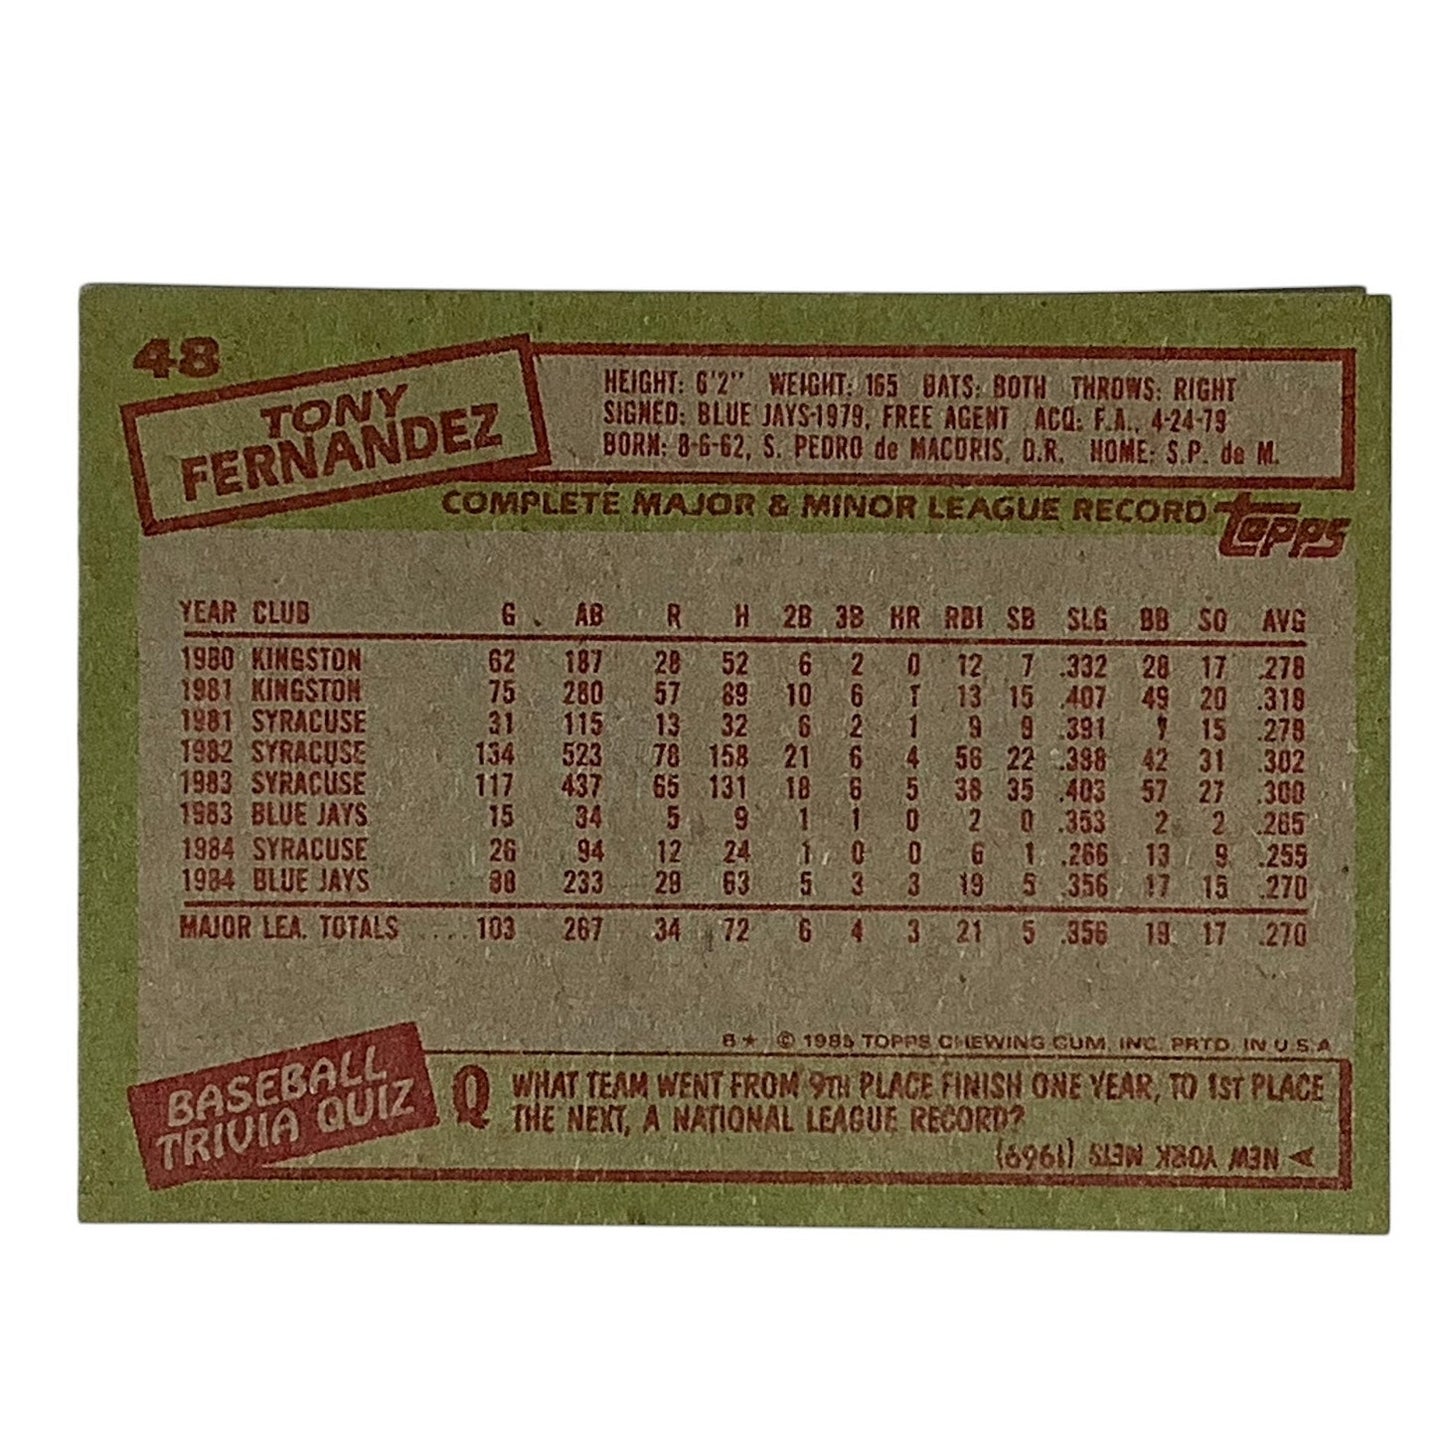 48
TONY
FERNANDEZ
HEIGHT: 6'2" WEIGHT: 165 BATS: BOTH THROWS: RIGHT
SIGNED: BLUE JAYS-1979, FREE AGENT ACQ: F.A., 4-24-79
BORN: 8-6-62, S. PEDRO de MACORIS, D.R. HOME: S.P. de M.
COMPLETE MAJOR & MINOR LEAGUE RECORD
topps
YEAR CLUB G AB R H 2B 3B HR RBI SB SLG BB SO AVG
1980 KINGSTON 62 187 28 52 6 2 0 12 7 .332 28 17 .278
1981 KINGSTON 75 280 57 89 10 6 1 13 15 .407 49 20 .318
1981 SYRACUSE 31 115 13 32 6 2 1 9 9 .391 7 15 .278
1982 SYRACUSE 134 523 78 158 21 6 4 56 22 .398 42 31 .302
1983 SYRACUSE 117 437 65 131 18 6 5 38 35 .403 57 27 .300
1983 BLUE JAYS 15 34 5 9 1 1 0 2 0 .353 2 2 .265
1984 SYRACUSE 26 94 12 24 1 0 0 6 1 .266 13 9 .255
1984 BLUE JAYS 88 233 29 63 5 3 3 19 5 .356 17 15 .270
MAJOR LEA. TOTALS ....103 267 34 72 6 4 3 21 5 .356 19 17 .270
B★ © 1985 TOPPS CHEWING GUM, INC. PRTD. IN U.S.A
BASEBALL
TRIVIA QUIZ
Q WHAT TEAM WENT FROM 9TH PLACE FINISH ONE YEAR, TO 1ST PLACE
THE NEXT, A NATIONAL LEAGUE RECORD?
A NEW YORK METS (1969)